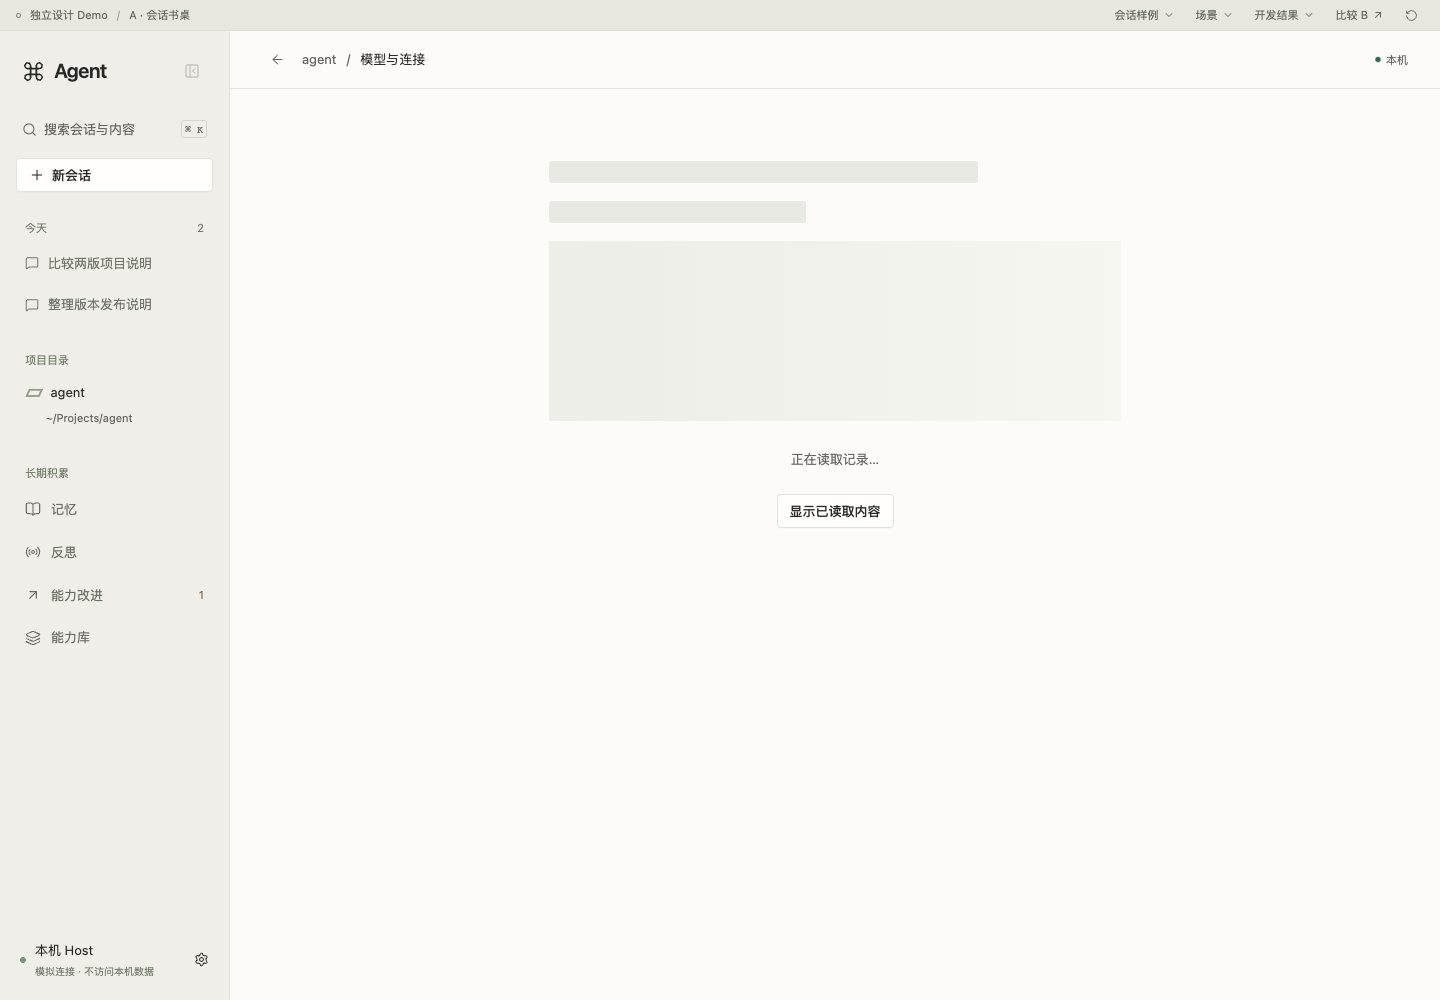 独立设计 Demo / A · 会话书桌
会话样例
场景
开发结果
比较 B
Agent
搜索会话与内容 ⌘ K
新会话
今天 2
比较两版项目说明
整理版本发布说明
项目目录
agent
~/Projects/agent
长期积累
记忆
反思
能力改进 1
能力库
本机 Host
模拟连接 · 不访问本机数据
agent / 模型与连接
本机
正在读取记录...
显示已读取内容